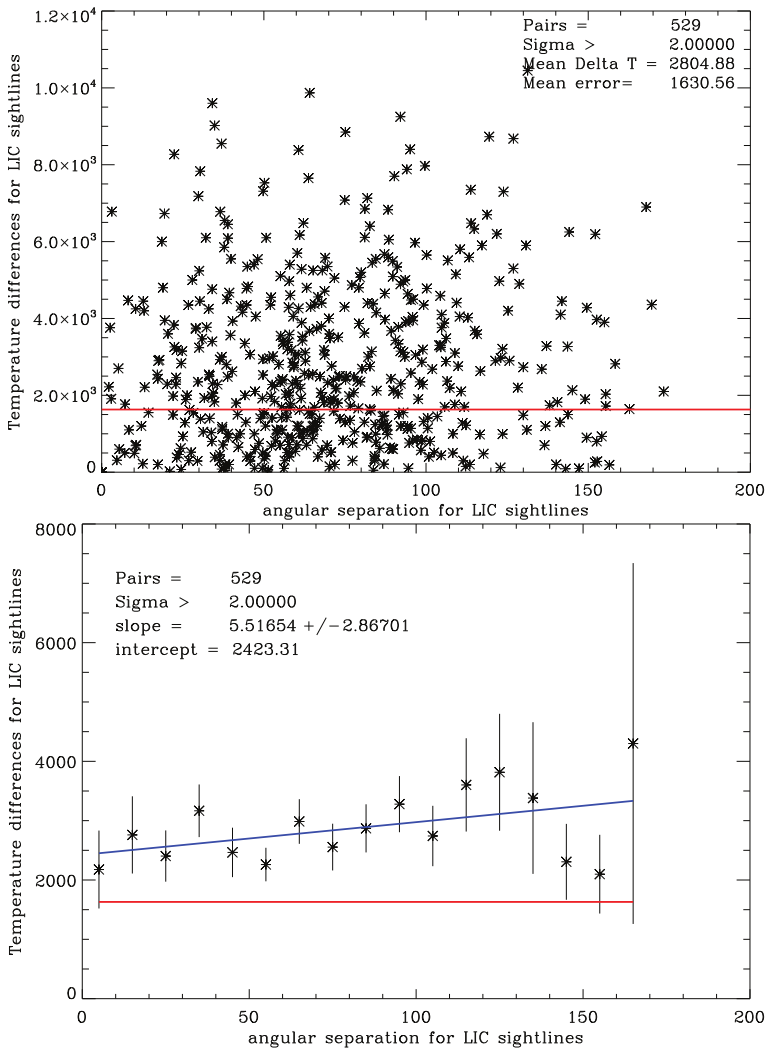 1.2×10⁴
1.0×10⁴
8.0×10³
6.0×10³
4.0×10³
2.0×10³
0
Temperature differences for LIC sightlines
Pairs = 529
Sigma > 2.00000
Mean Delta T = 2804.88
Mean error= 1630.56
0 50 100 150 200
angular separation for LIC sightlines
8000
6000
4000
2000
0
Temperature differences for LIC sightlines
Pairs = 529
Sigma > 2.00000
slope = 5.51654 +/−2.86701
intercept = 2423.31
0 50 100 150 200
angular separation for LIC sightlines